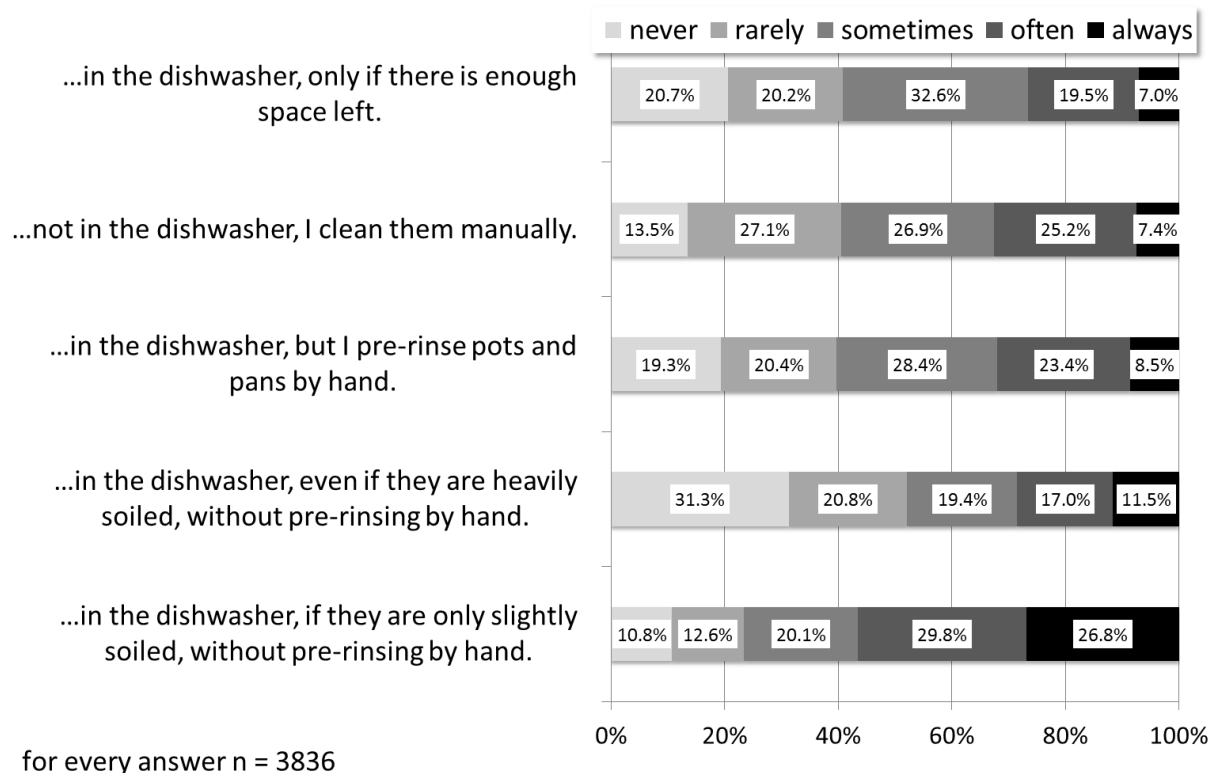 never rarely sometimes often always
...in the dishwasher, only if there is enough
space left.
20.7% 20.2% 32.6% 19.5% 7.0%
...not in the dishwasher, I clean them manually.
13.5% 27.1% 26.9% 25.2% 7.4%
...in the dishwasher, but I pre-rinse pots and
pans by hand.
19.3% 20.4% 28.4% 23.4% 8.5%
...in the dishwasher, even if they are heavily
soiled, without pre-rinsing by hand.
31.3% 20.8% 19.4% 17.0% 11.5%
...in the dishwasher, if they are only slightly
soiled, without pre-rinsing by hand.
10.8% 12.6% 20.1% 29.8% 26.8%
0% 20% 40% 60% 80% 100%
for every answer n = 3836